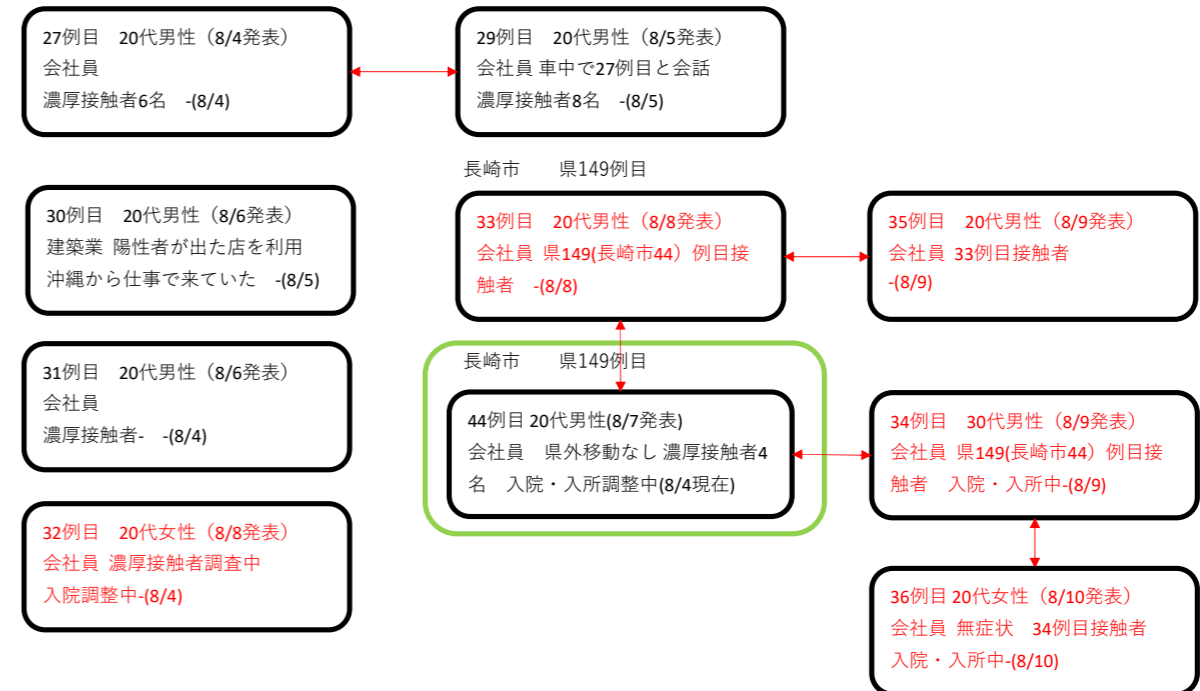 27例目　20代男性（8/4発表）
会社員
濃厚接触者6名　-(8/4)
29例目　20代男性（8/5発表）
会社員 車中で27例目と会話
濃厚接触者8名　-(8/5)
30例目　20代男性（8/6発表）
建築業 陽性者が出た店を利用
沖縄から仕事で来ていた　-(8/5)
長崎市　　県149例目
33例目　20代男性（8/8発表）
会社員 県149(長崎市44）例目接
触者　-(8/8)
35例目　20代男性（8/9発表）
会社員 33例目接触者
-(8/9)
31例目　20代男性（8/6発表）
会社員
濃厚接触者-　-(8/4)
長崎市　　県149例目
44例目 20代男性(8/7発表)
会社員　県外移動なし 濃厚接触者4
名　入院・入所調整中(8/4現在)
34例目　30代男性（8/9発表）
会社員 県149(長崎市44）例目接
触者　入院・入所中-(8/9)
32例目　20代女性（8/8発表）
会社員 濃厚接触者調査中
入院調整中-(8/4)
36例目 20代女性（8/10発表）
会社員 無症状　34例目接触者
入院・入所中-(8/10)